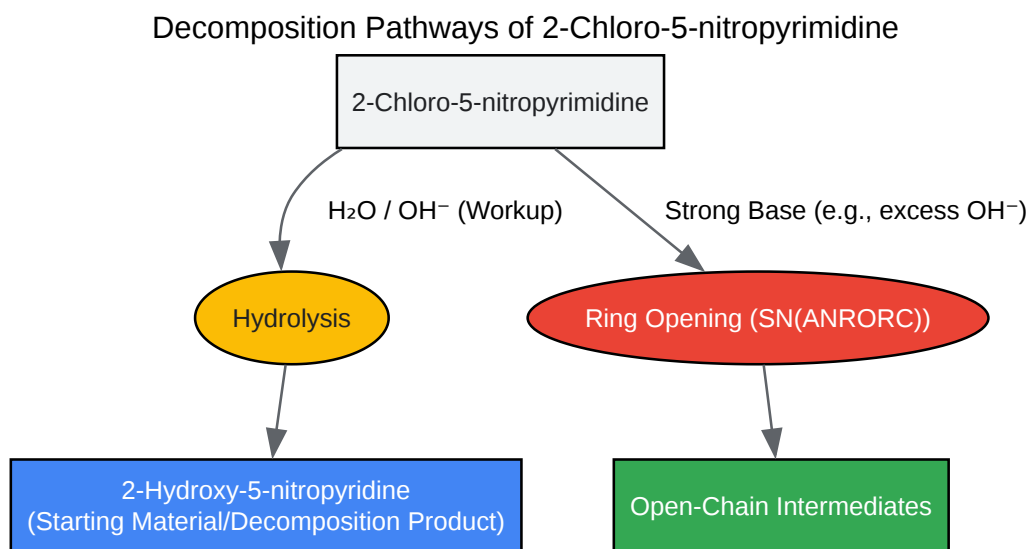 Decomposition Pathways of 2-Chloro-5-nitropyrimidine
2-Chloro-5-nitropyrimidine
H₂O / OH⁻ (Workup)
Strong Base (e.g., excess OH⁻)
Hydrolysis
Ring Opening (SN(ANRORC))
2-Hydroxy-5-nitropyridine
(Starting Material/Decomposition Product)
Open-Chain Intermediates